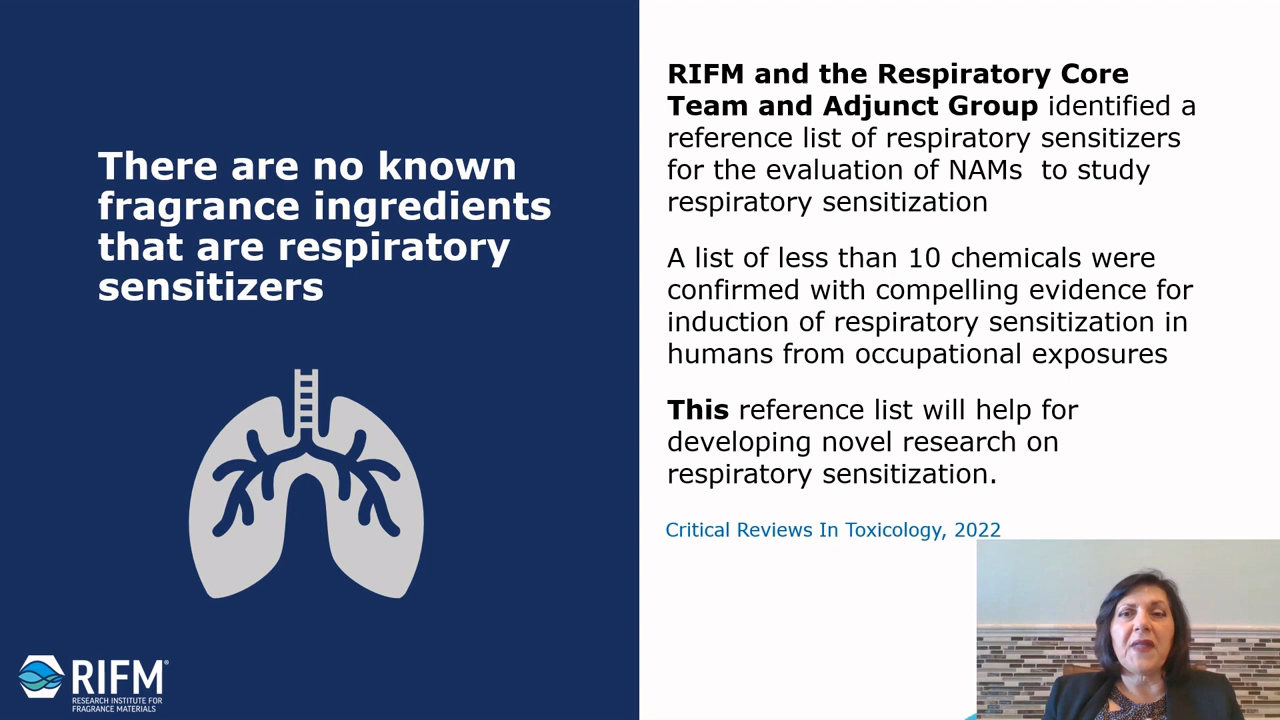 There are no known
fragrance ingredients
that are respiratory
sensitizers
RIFM®
RESEARCH INSTITUTE FOR
FRAGRANCE MATERIALS
RIFM and the Respiratory Core
Team and Adjunct Group identified a
reference list of respiratory sensitizers
for the evaluation of NAMs  to study
respiratory sensitization
A list of less than 10 chemicals were
confirmed with compelling evidence for
induction of respiratory sensitization in
humans from occupational exposures
This reference list will help for
developing novel research on
respiratory sensitization.
Critical Reviews In Toxicology, 2022